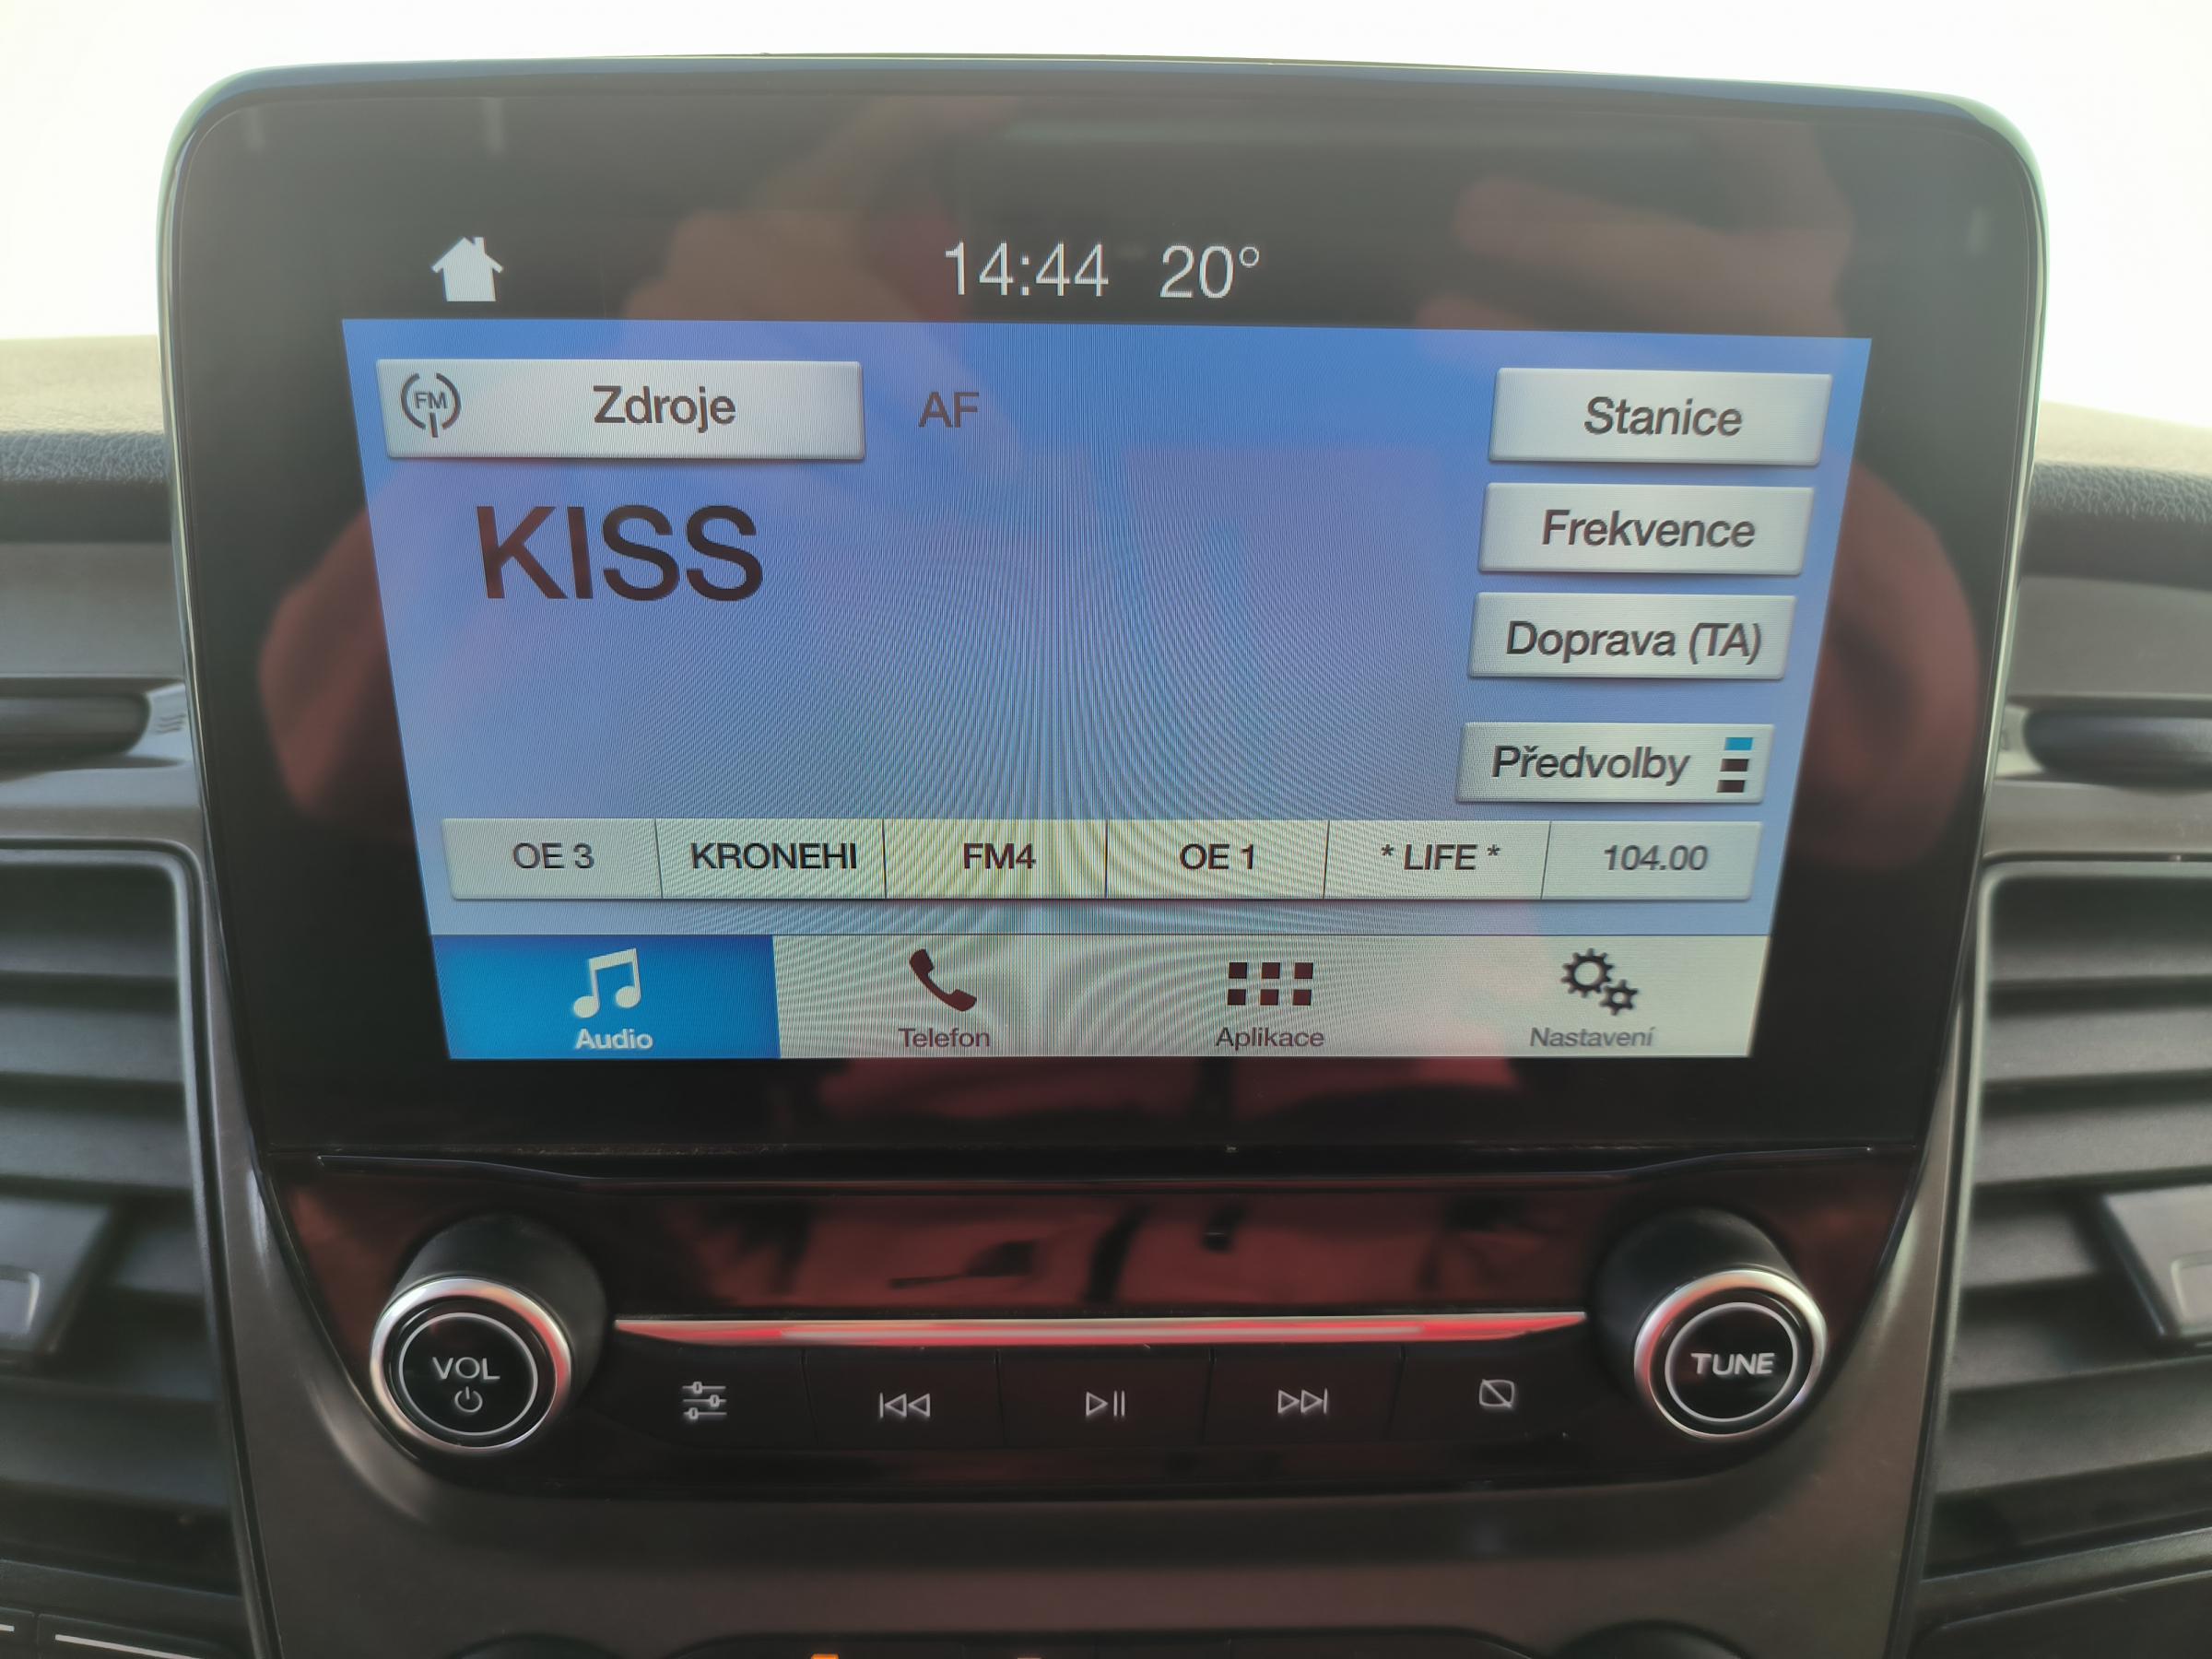 14:44 20°
FM Zdroje AF Stanice
KISS
Frekvence
Doprava (TA)
Předvolby
OE 3 KRONEHI FM4 OE 1 * LIFE * 104.00
Audio Telefon Aplikace Nastavení
VOL TUNE